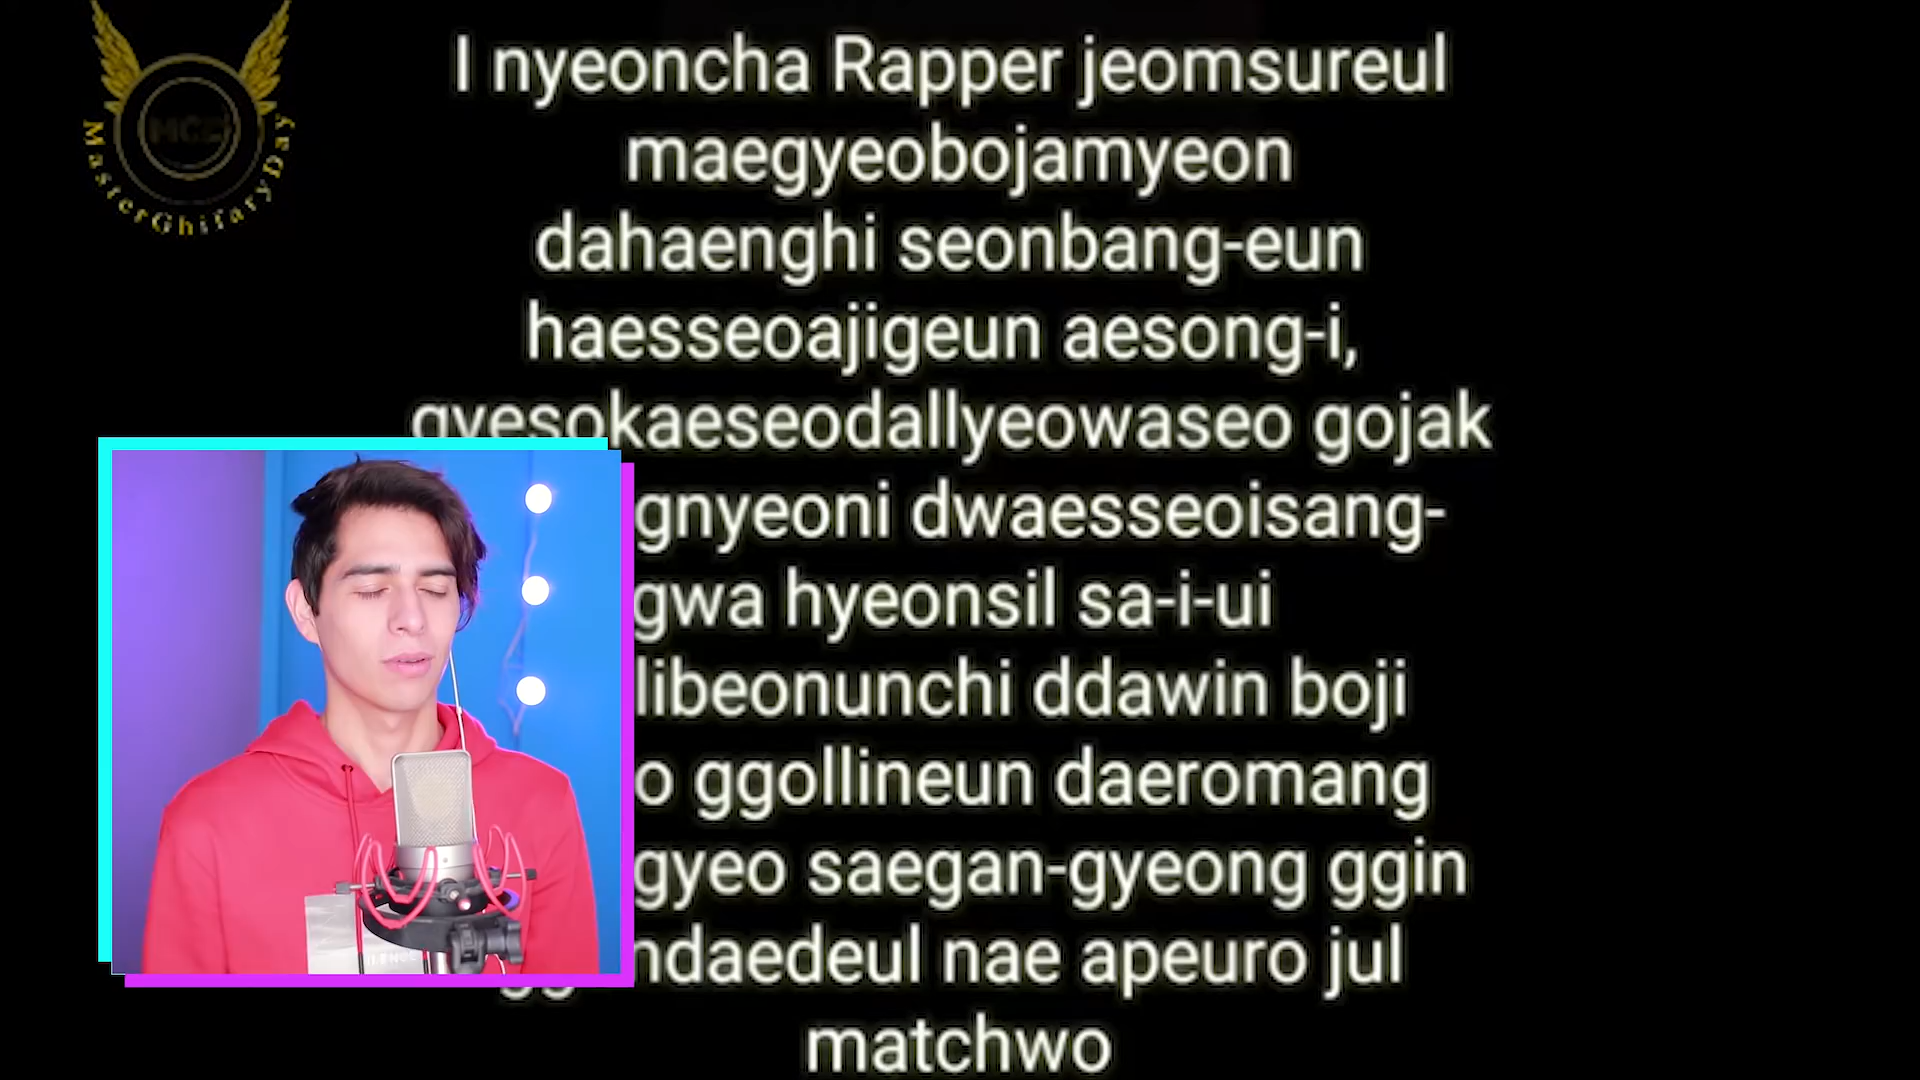 MasterGhifaryDay
I nyeoncha Rapper jeomsureul
maegyeobojamyeon
dahaenghi seonbang-eun
haesseoajigeun aesong-i,
gyesokaeseodallyeowaseo gojak
gnyeoni dwaesseoisang-
gwa hyeonsil sa-i-ui
libeonunchi ddawin boji
o ggollineun daeromang
gyeo saegan-gyeong ggin
ndaedeul nae apeuro jul
matchwo